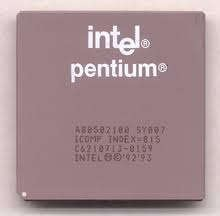 intel®
pentium®
A80502100 SY007
ICOMP INDEX=815
C6210713-0159
INTEL Ⓜ©'92'93